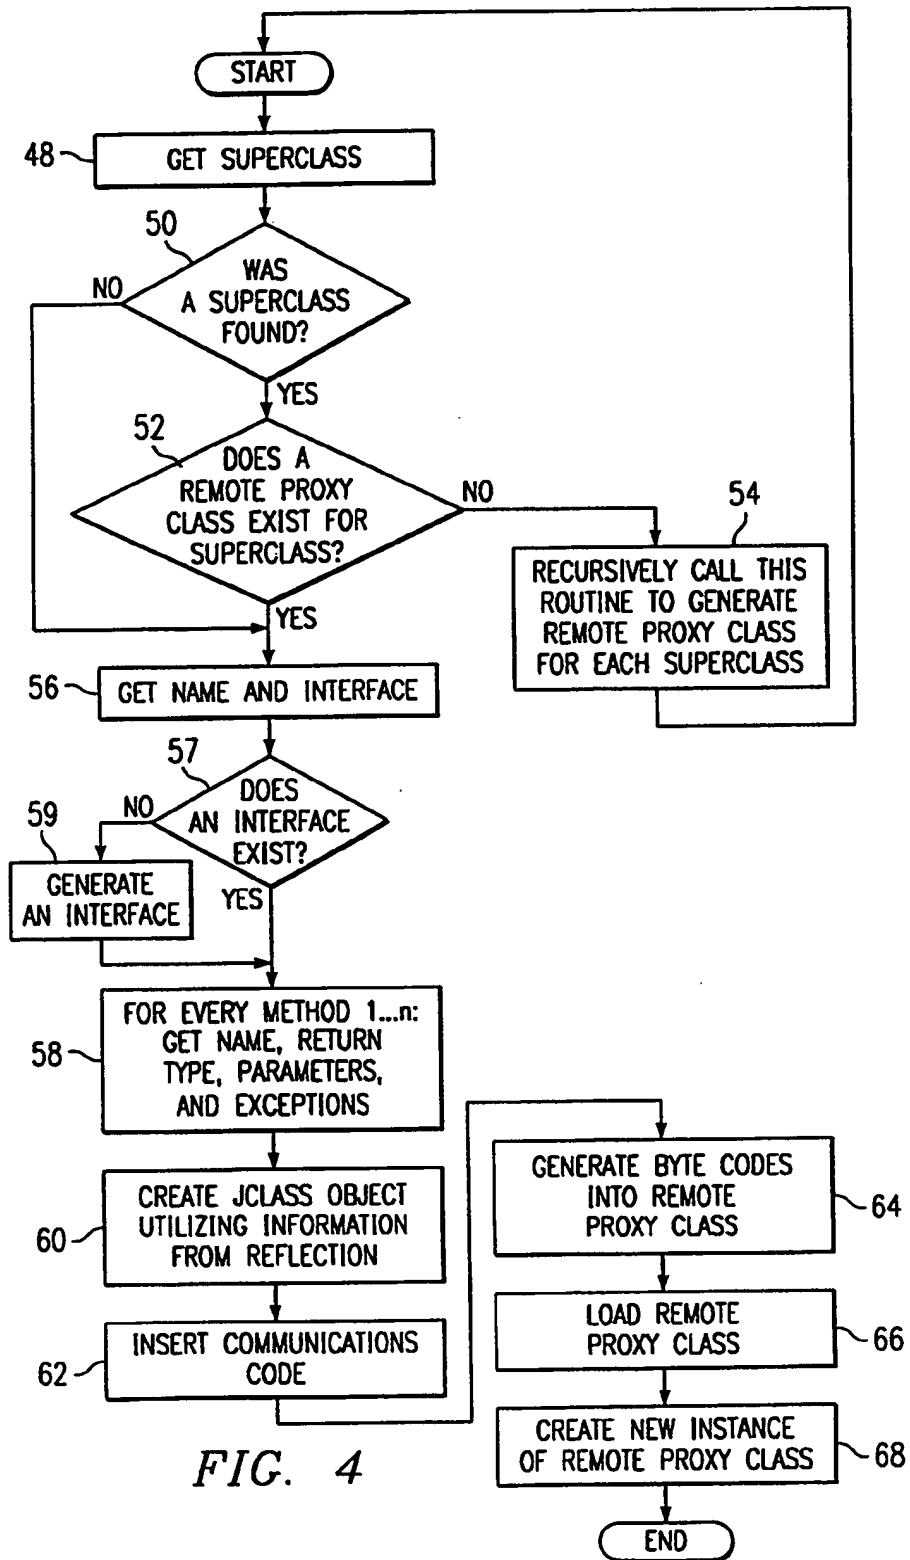 START
48
GET SUPERCLASS
50
WAS
A SUPERCLASS
FOUND?
NO
YES
52
DOES A
REMOTE PROXY
CLASS EXIST FOR
SUPERCLASS?
NO
YES
54
RECURSIVELY CALL THIS
ROUTINE TO GENERATE
REMOTE PROXY CLASS
FOR EACH SUPERCLASS
56
GET NAME AND INTERFACE
57
DOES
AN INTERFACE
EXIST?
NO
YES
59
GENERATE
AN INTERFACE
58
FOR EVERY METHOD 1...n:
GET NAME, RETURN
TYPE, PARAMETERS,
AND EXCEPTIONS
60
CREATE JCLASS OBJECT
UTILIZING INFORMATION
FROM REFLECTION
62
INSERT COMMUNICATIONS
CODE
GENERATE BYTE CODES
INTO REMOTE
PROXY CLASS
64
LOAD REMOTE
PROXY CLASS
66
CREATE NEW INSTANCE
OF REMOTE PROXY CLASS
68
END
FIG. 4